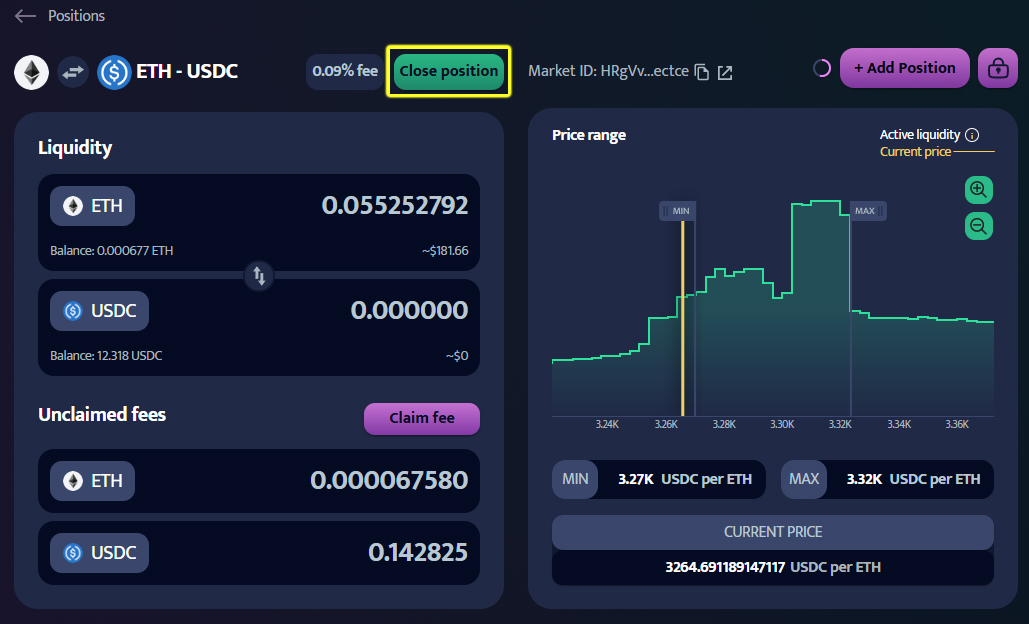 Positions
ETH - USDC
0.09% fee
Close position
Market ID: HRgVv...ectce
+ Add Position
Liquidity
ETH
0.055252792
Balance: 0.000677 ETH
~$181.66
USDC
0.000000
Balance: 12.318 USDC
~$0
Unclaimed fees
Claim fee
ETH
0.000067580
USDC
0.142825
Price range
Active liquidity
Current price
MIN
MAX
3.24K 3.26K 3.28K 3.30K 3.32K 3.34K 3.36K
MIN 3.27K USDC per ETH
MAX 3.32K USDC per ETH
CURRENT PRICE
3264.691189147117 USDC per ETH